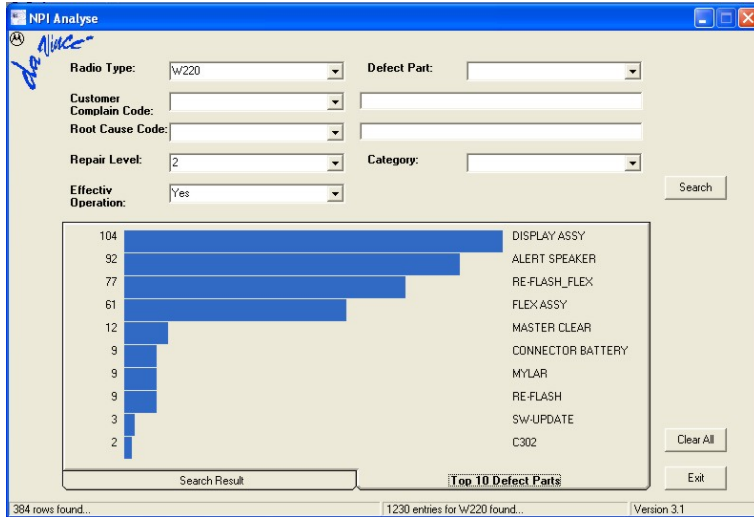 NPI Analyse
da Vince
Radio Type: W220 Defect Part:
Customer
Complain Code:
Root Cause Code:
Repair Level: 2 Category:
Effectiv
Operation: Yes
Search
104 DISPLAY ASSY
92 ALERT SPEAKER
77 RE-FLASH_FLEX
61 FLEX ASSY
12 MASTER CLEAR
9 CONNECTOR BATTERY
9 MYLAR
9 RE-FLASH
3 SW-UPDATE
2 C302
Clear All
Search Result Top 10 Defect Parts Exit
384 rows found... 1230 entries for W220 found... Version 3.1